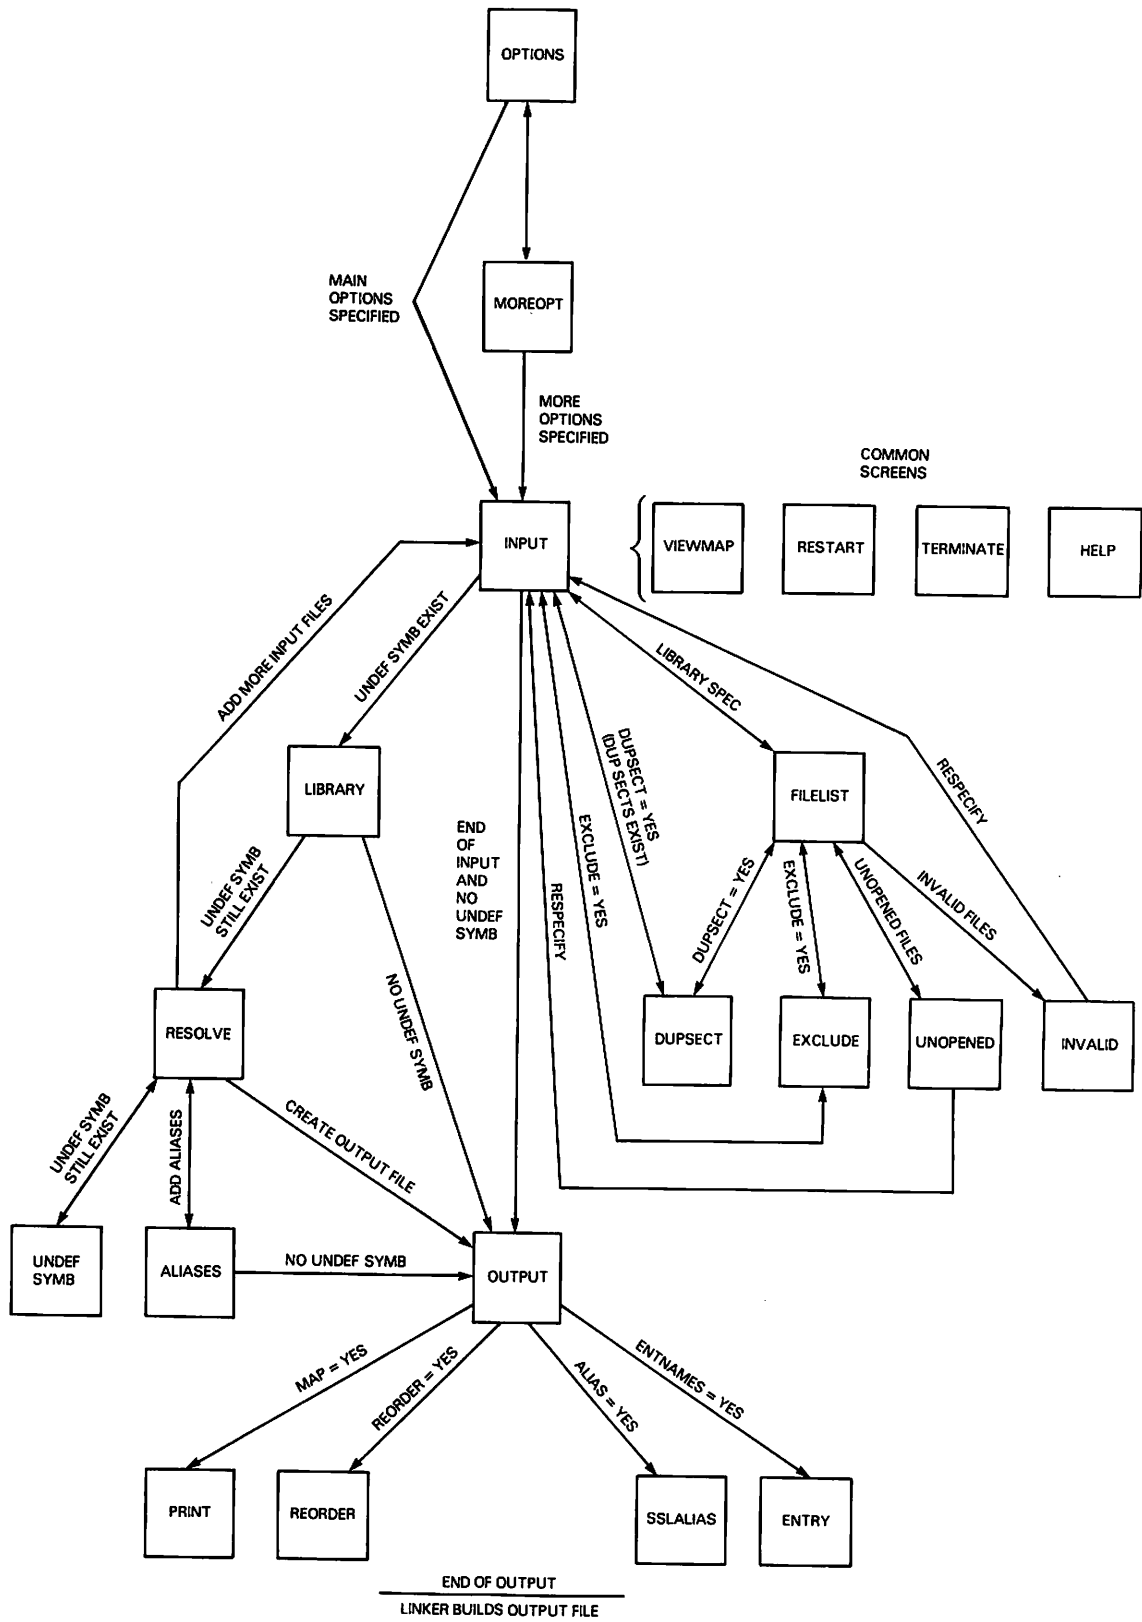 OPTIONS
MAIN
OPTIONS
SPECIFIED
MOREOPT
MORE
OPTIONS
SPECIFIED
COMMON
SCREENS
INPUT
VIEWMAP
RESTART
TERMINATE
HELP
ADD MORE INPUT FILES
UNDEF SYMB EXIST
LIBRARY SPEC
DUPSECT = YES
(DUP SECTS EXIST)
RESPECIFY
LIBRARY
FILELIST
END
OF
INPUT
AND
NO
UNDEF
SYMB
EXCLUDE = YES
RESPECIFY
UNDEF SYMB
STILL EXIST
DUPSECT = YES
EXCLUDE = YES
UNOPENED FILES
INVALID FILES
NO UNDEF SYMB
RESOLVE
DUPSECT
EXCLUDE
UNOPENED
INVALID
UNDEF SYMB
STILL EXIST
ADD ALIASES
CREATE OUTPUT FILE
UNDEF
SYMB
ALIASES
NO UNDEF SYMB
OUTPUT
MAP = YES
REORDER = YES
ALIAS = YES
ENTNAMES = YES
PRINT
REORDER
SSLALIAS
ENTRY
END OF OUTPUT
LINKER BUILDS OUTPUT FILE